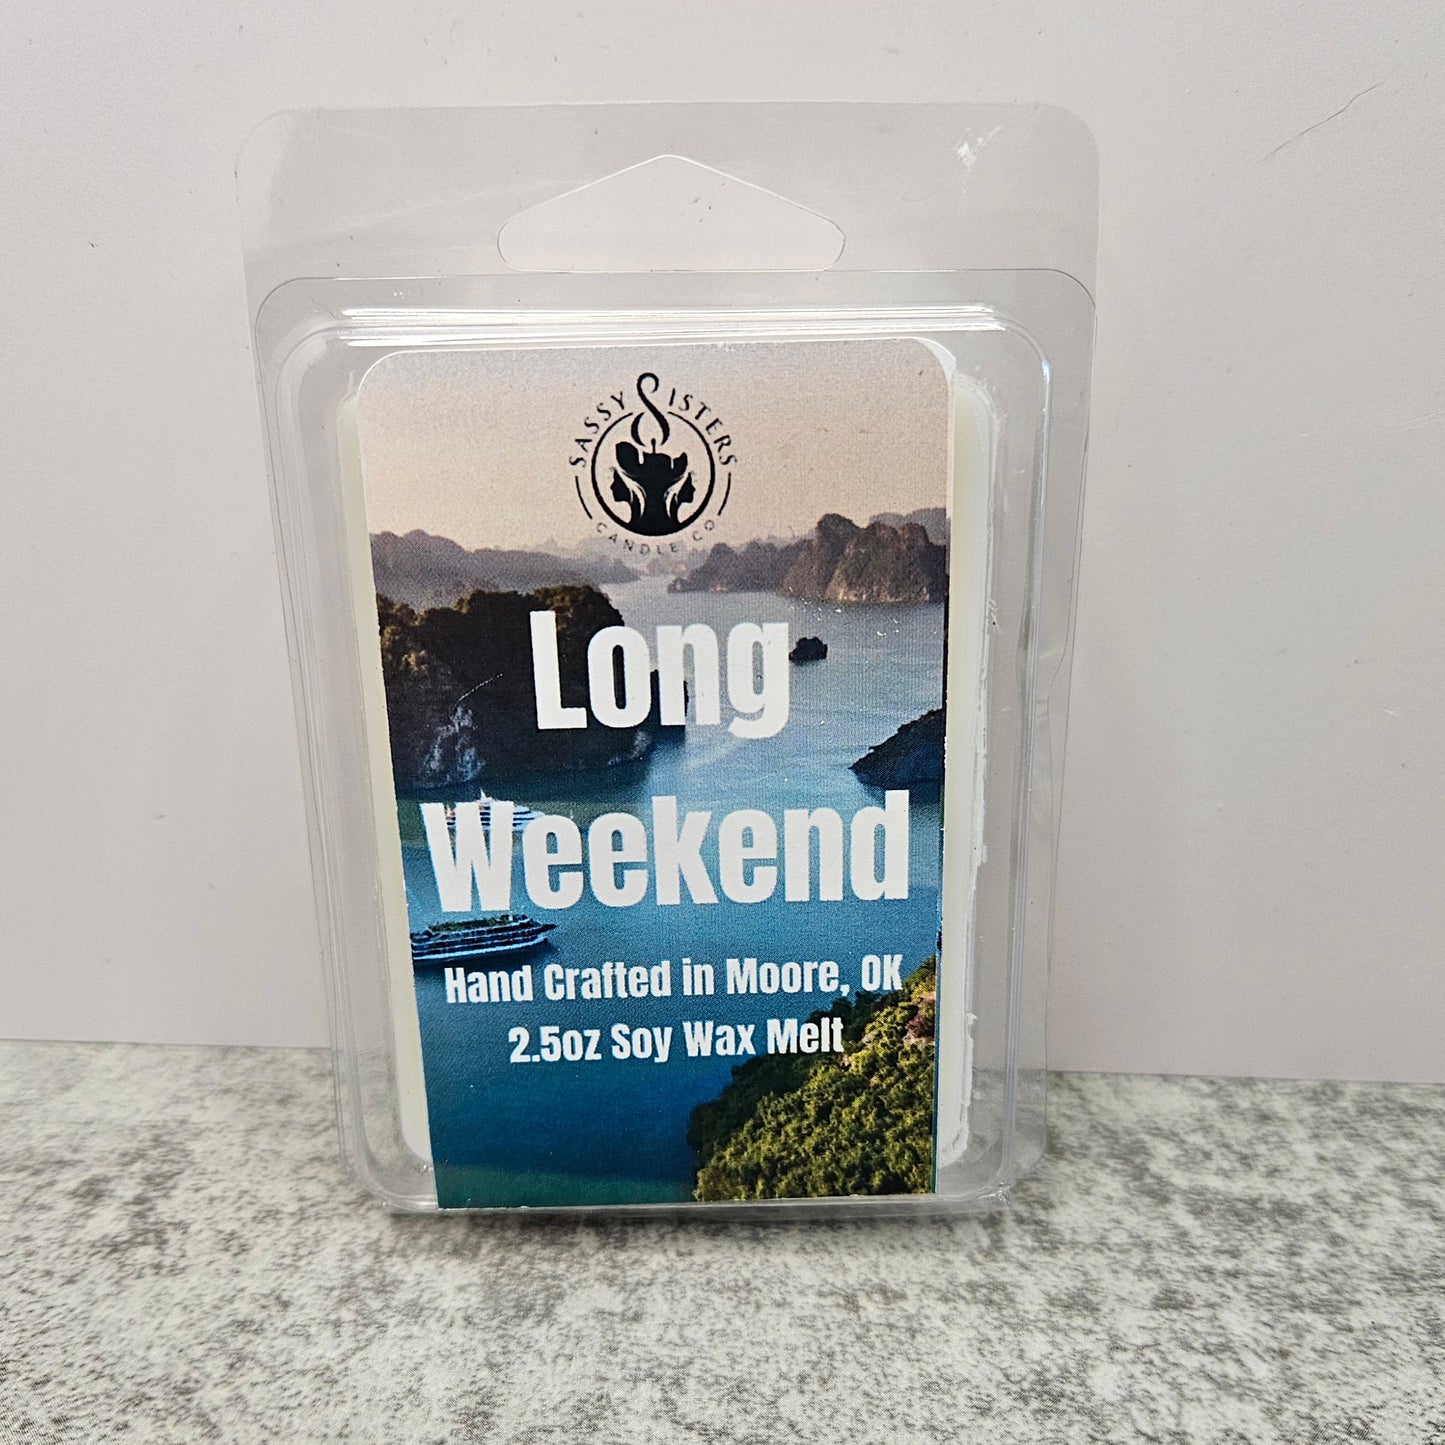 SASSY SISTERS
CANDLE CO
Long
Weekend
Hand Crafted in Moore, OK
2.5oz Soy Wax Melt